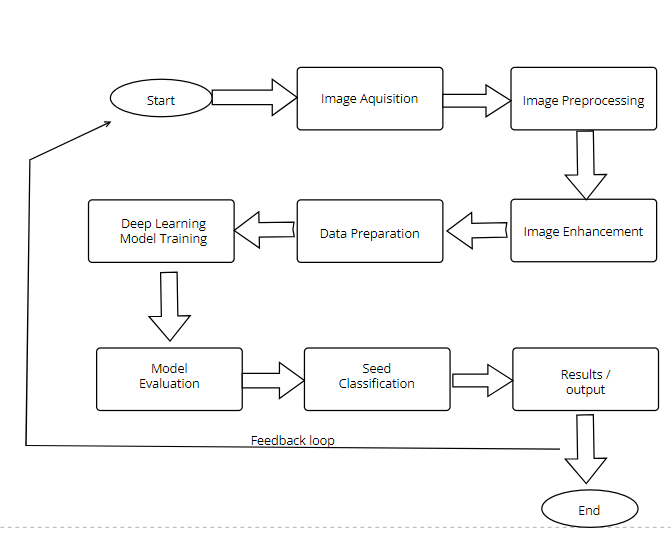 Start
Image Aquisition
Image Preprocessing
Deep Learning
Model Training
Data Preparation
Image Enhancement
Model
Evaluation
Seed
Classification
Results /
output
Feedback loop
End